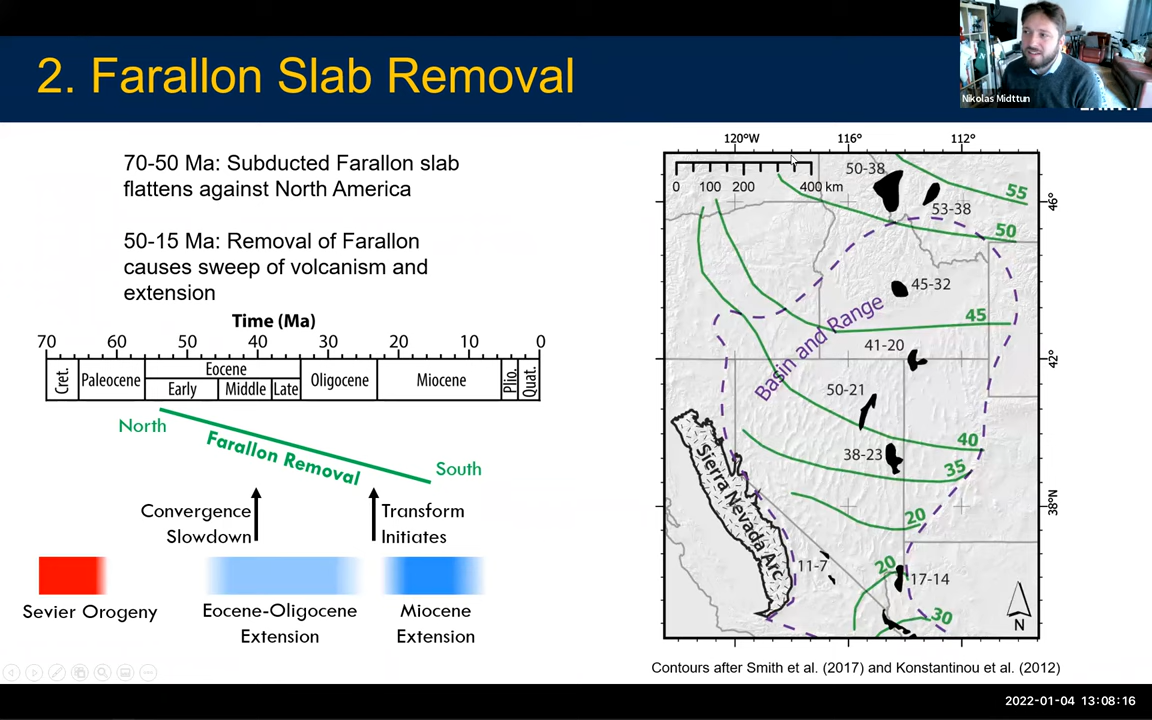 2. Farallon Slab Removal
Nikolas Midttun
70-50 Ma: Subducted Farallon slab
flattens against North America
50-15 Ma: Removal of Farallon
causes sweep of volcanism and
extension
Time (Ma)
70 60 50 40 30 20 10 0
Cret.
Paleocene
Eocene
Early
Middle
Late
Oligocene
Miocene
Plio.
Quat.
North
Farallon Removal
South
Convergence
Slowdown
Transform
Initiates
Sevier Orogeny
Eocene-Oligocene
Extension
Miocene
Extension
120°W 116° 112°
0 100 200 400 km
50-38
53-38
55
46°
50
45-32
45
Basin and Range
41-20
42°
50-21
40
38-23
35
Sierra Nevada Arc
20
38°N
11-7
20
17-14
30
N
Contours after Smith et al. (2017) and Konstantinou et al. (2012)
2022-01-04 13:08:16